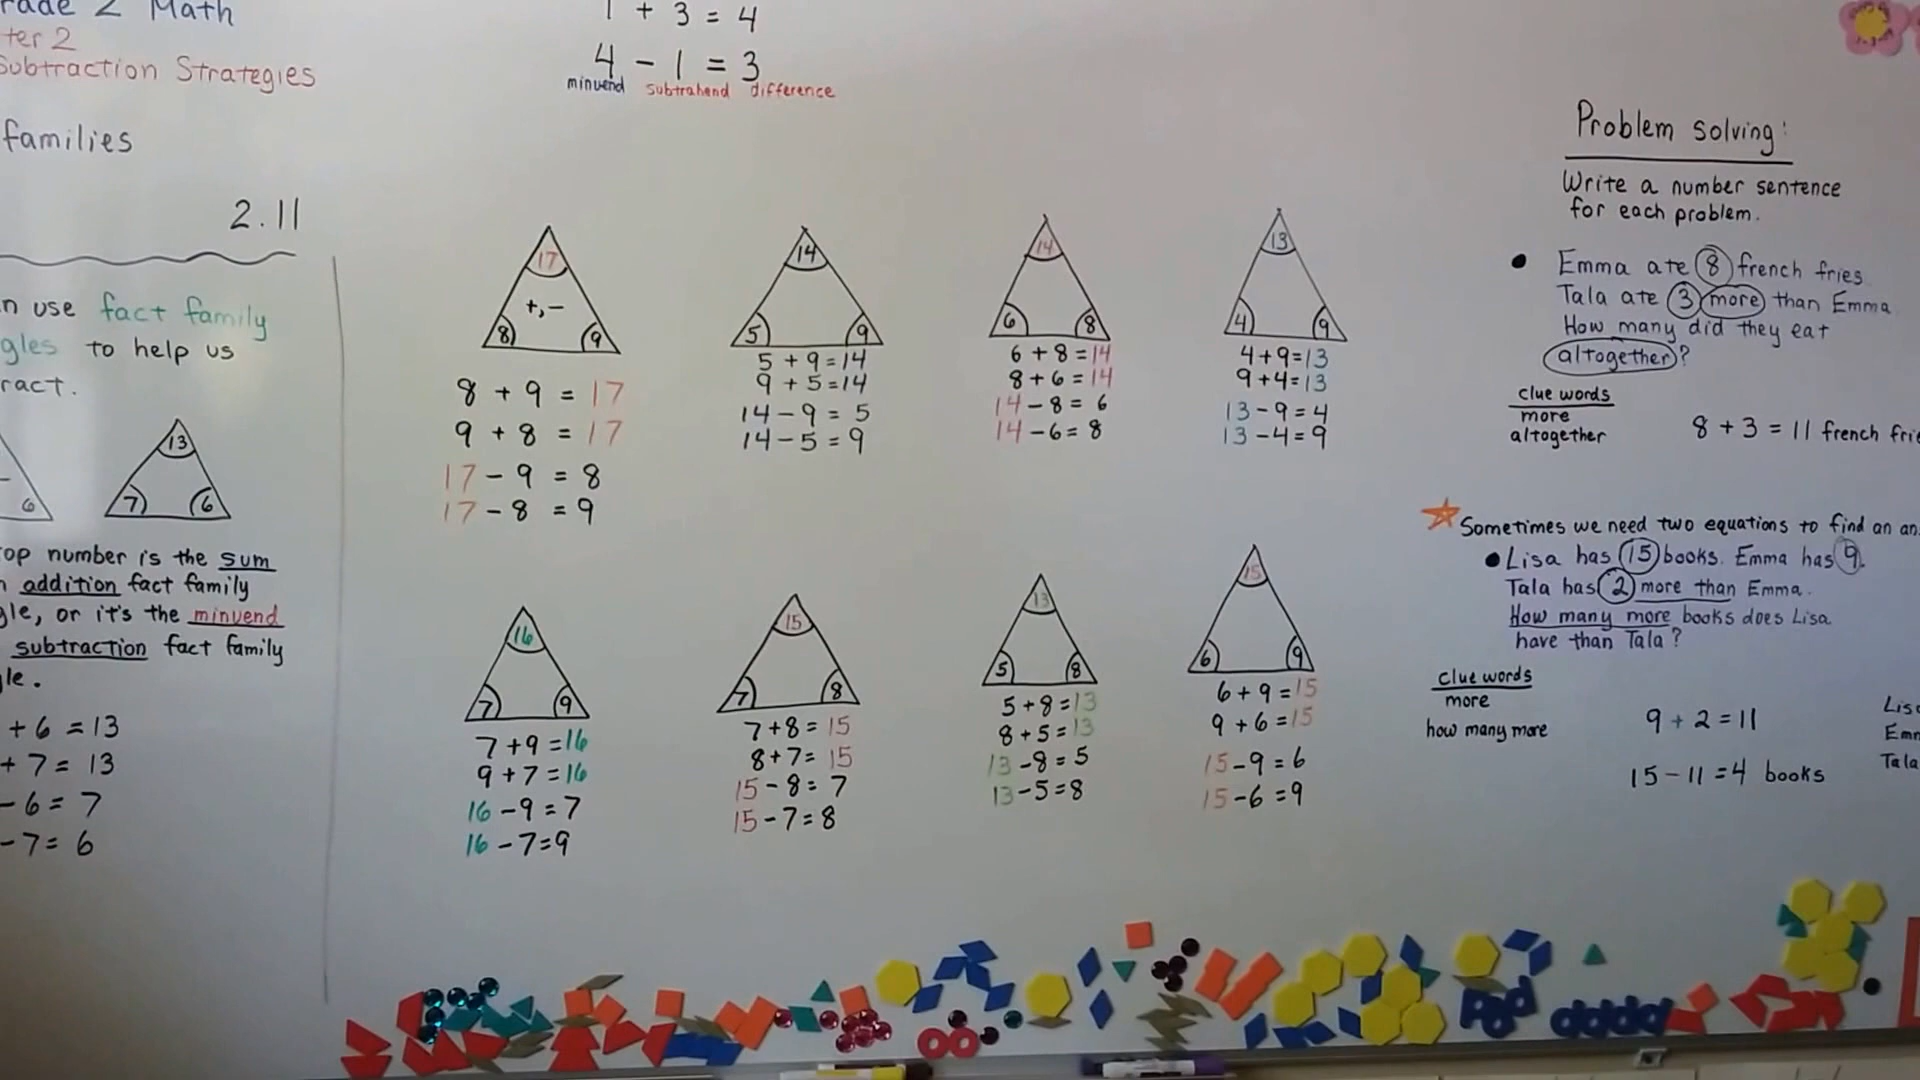 Math
ter 2
Subtraction Strategies
families
2.11
1 + 3 = 4
4 - 1 = 3
minuend subtrahend difference
use fact family
to help us
13
7 6
6
number is the sum
addition fact family
or it's the minuend
subtraction fact family
+ 6 = 13
+ 7 = 13
- 6 = 7
- 7 = 6
17
+, -
8 9
8 + 9 = 17
9 + 8 = 17
17 - 9 = 8
17 - 8 = 9
14
5 9
5 + 9 = 14
9 + 5 = 14
14 - 9 = 5
14 - 5 = 9
14
6 8
6 + 8 = 14
8 + 6 = 14
14 - 8 = 6
14 - 6 = 8
13
4 9
4 + 9 = 13
9 + 4 = 13
13 - 9 = 4
13 - 4 = 9
16
7 9
7 + 9 = 16
9 + 7 = 16
16 - 9 = 7
16 - 7 = 9
15
7 8
7 + 8 = 15
8 + 7 = 15
15 - 8 = 7
15 - 7 = 8
13
5 8
5 + 8 = 13
8 + 5 = 13
13 - 8 = 5
13 - 5 = 8
15
6 9
6 + 9 = 15
9 + 6 = 15
15 - 9 = 6
15 - 6 = 9
Problem solving:
Write a number sentence
for each problem.
Emma ate 8 french fries.
Tala ate 3 more than Emma.
How many did they eat
altogether?
clue words
more
altogether
8 + 3 = 11 french
Sometimes we need two equations to find an
Lisa has 15 books. Emma has 9.
Tala has 2 more than Emma.
How many more books does Lisa
have than Tala?
clue words
more
how many more
9 + 2 = 11
15 - 11 = 4 books
Tala